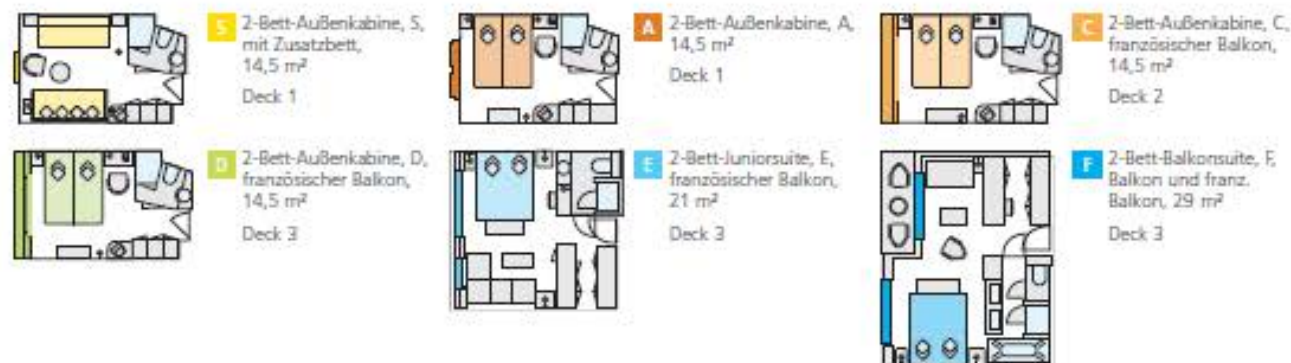 S
2-Bett-Außenkabine, S,
mit Zusatzbett,
14,5 m²
Deck 1
A
2-Bett-Außenkabine, A,
14,5 m²
Deck 1
C
2-Bett-Außenkabine, C,
französischer Balkon,
14,5 m²
Deck 2
D
2-Bett-Außenkabine, D,
französischer Balkon,
14,5 m²
Deck 3
E
2-Bett-Juniorsuite, E,
französischer Balkon,
21 m²
Deck 3
F
2-Bett-Balkonsuite, F,
Balkon und franz.
Balkon, 29 m²
Deck 3